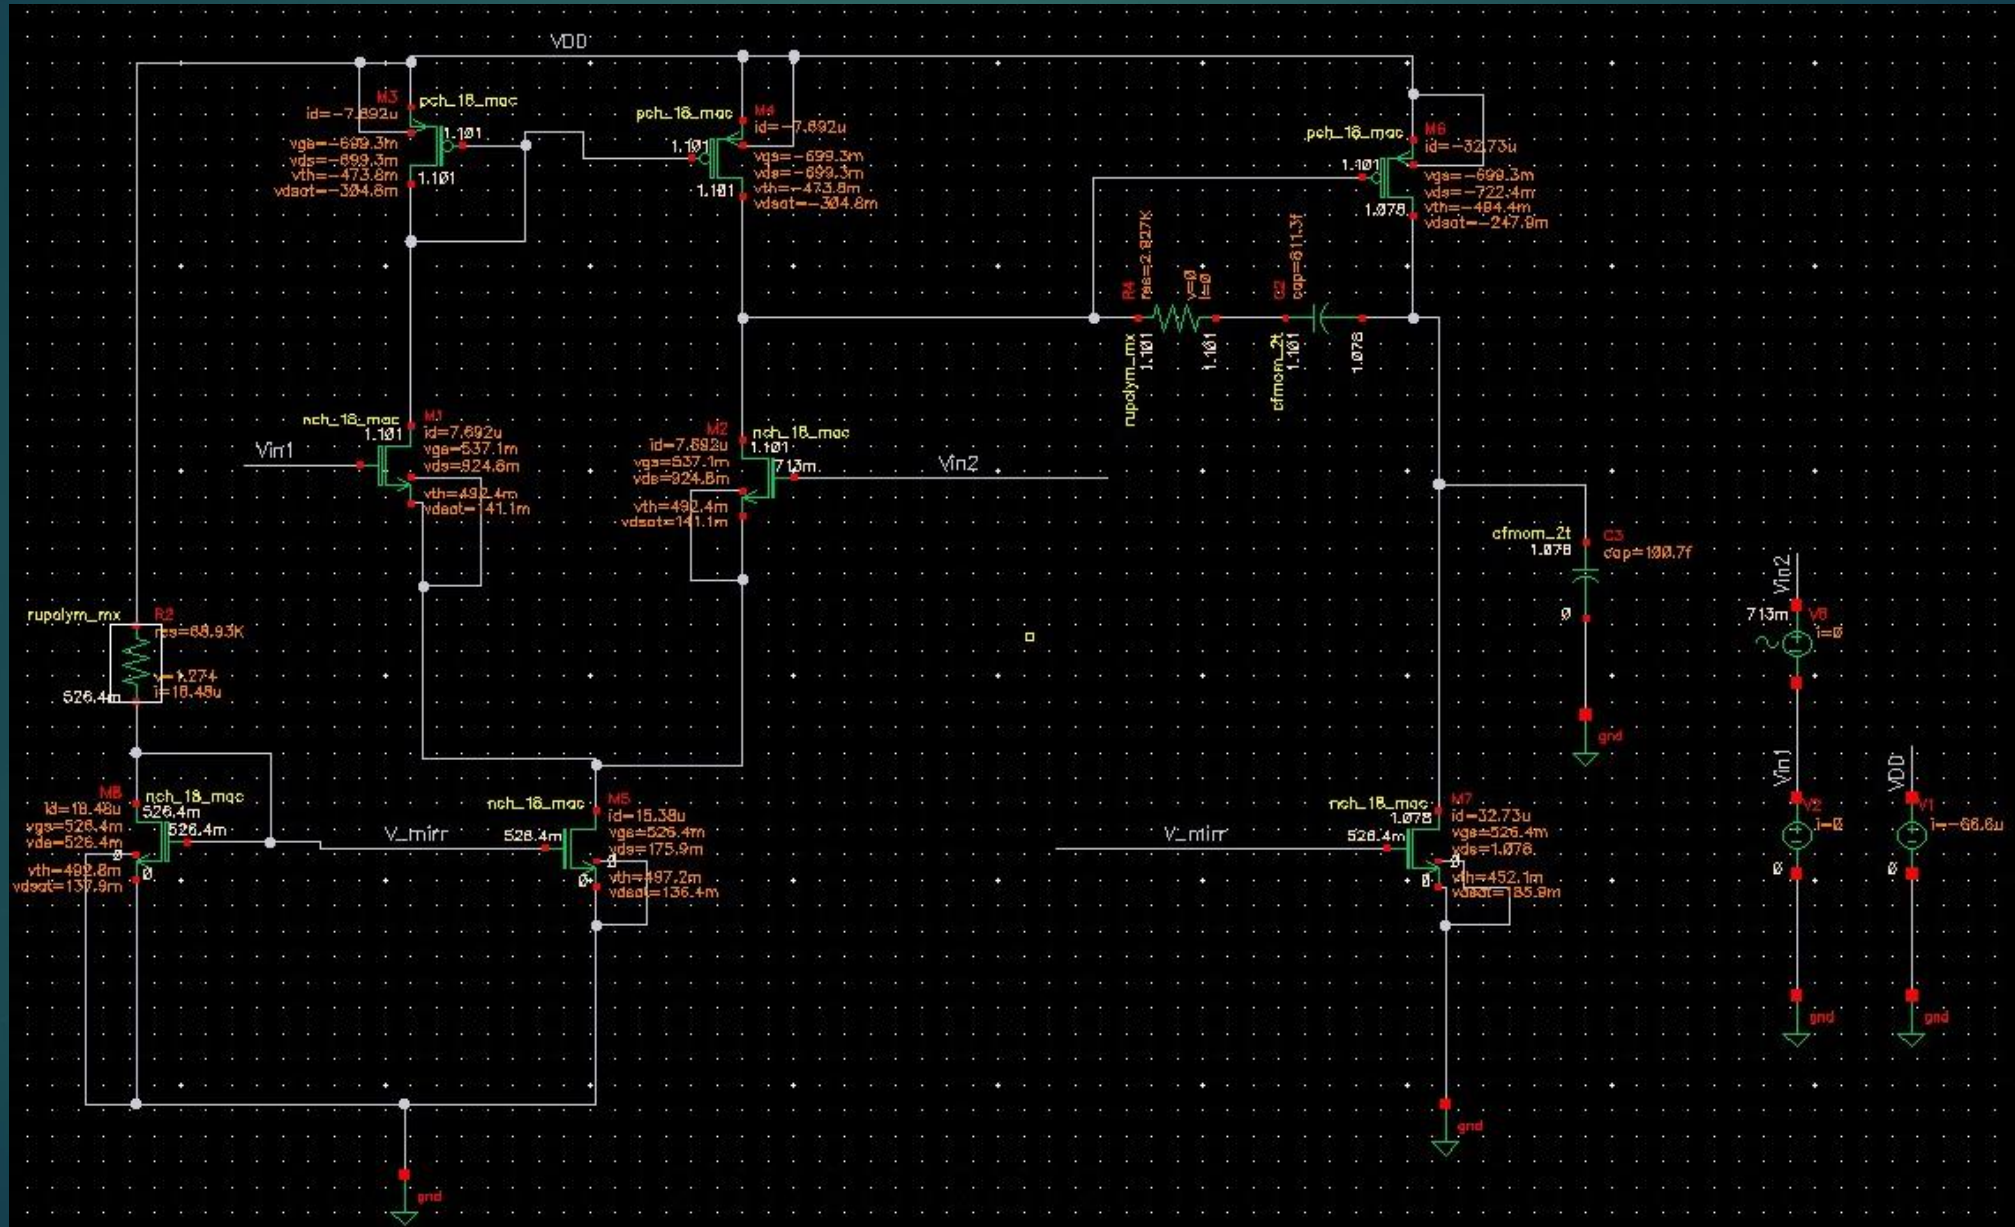 VDD
M3
pch_18_mac
id=-7.692u
1.101
vgs=-699.3m
vds=-699.3m
vth=-473.8m
vdsat=-304.8m
1.101
pch_18_mac
M4
id=-7.692u
1.101
vgs=-699.3m
vds=-699.3m
vth=-473.8m
vdsat=-304.8m
1.101
pch_18_mac
M6
id=-32.73u
1.101
vgs=-699.3m
vds=-722.4m
vth=-494.4m
vdsat=-247.9m
1.078
R4
res=2.927K
v=0
i=0
rupolym_mx
1.101
1.101
C2
cap=611.3f
cfmom_2t
1.101
1.078
nch_18_mac
M1
1.101
id=7.692u
vgs=537.1m
vds=924.8m
vth=492.4m
vdsat=141.1m
Vin1
M2
nch_18_mac
id=7.692u
1.101
vgs=537.1m
713m
vds=924.8m
vth=492.4m
vdsat=141.1m
Vin2
cfmom_2t
C3
1.078
cap=100.7f
0
gnd
rupolym_mx
R2
res=68.93K
v=1.274
i=18.48u
526.4m
M8
nch_18_mac
id=18.48u
526.4m
vgs=526.4m
526.4m
vds=526.4m
0
vth=492.8m
0
vdsat=137.9m
V_mirr
nch_18_mac
M5
id=15.38u
526.4m
vgs=526.4m
vds=175.9m
0
vth=497.2m
0
vdsat=136.4m
V_mirr
nch_18_mac
M7
1.078
id=32.73u
526.4m
vgs=526.4m
vds=1.078
0
vth=452.1m
0
vdsat=185.9m
Vin2
713m
i=0
Vin1
V2
i=0
0
gnd
VDD
V1
i=-66.6u
0
gnd
gnd
gnd